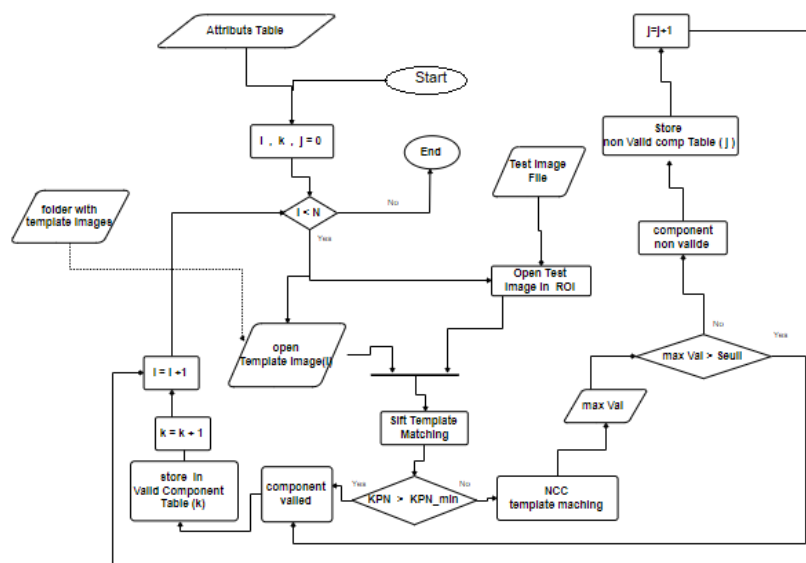 Attributs Table
Start
j=j+1
I , k , j = 0
Store
non Valid comp Table ( j )
End
Test Image
File
folder with
template Images
I < N
No
Yes
component
non valide
Open Test
Image In ROI
open
Template Image(I)
No
Yes
max Val > Seuil
I = I +1
max Val
k = k + 1
Sift Template
Matching
store In
Valid Component
Table (k)
component
valied
Yes
KPN > KPN_min
No
NCC
template maching